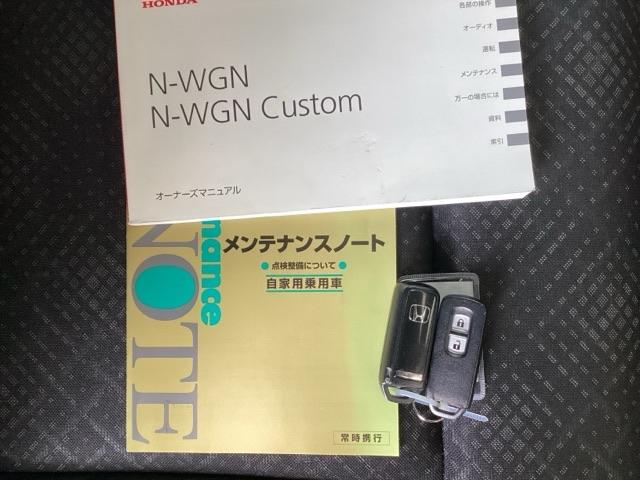 HONDA
各部の操作
オーディオ
運転
メンテナンス
万一の場合には
資料
索引
N-WGN
N-WGN Custom
オーナーズマニュアル
nance
NOTE
メンテナンスノート
点検整備について
自家用乗用車
常時携行